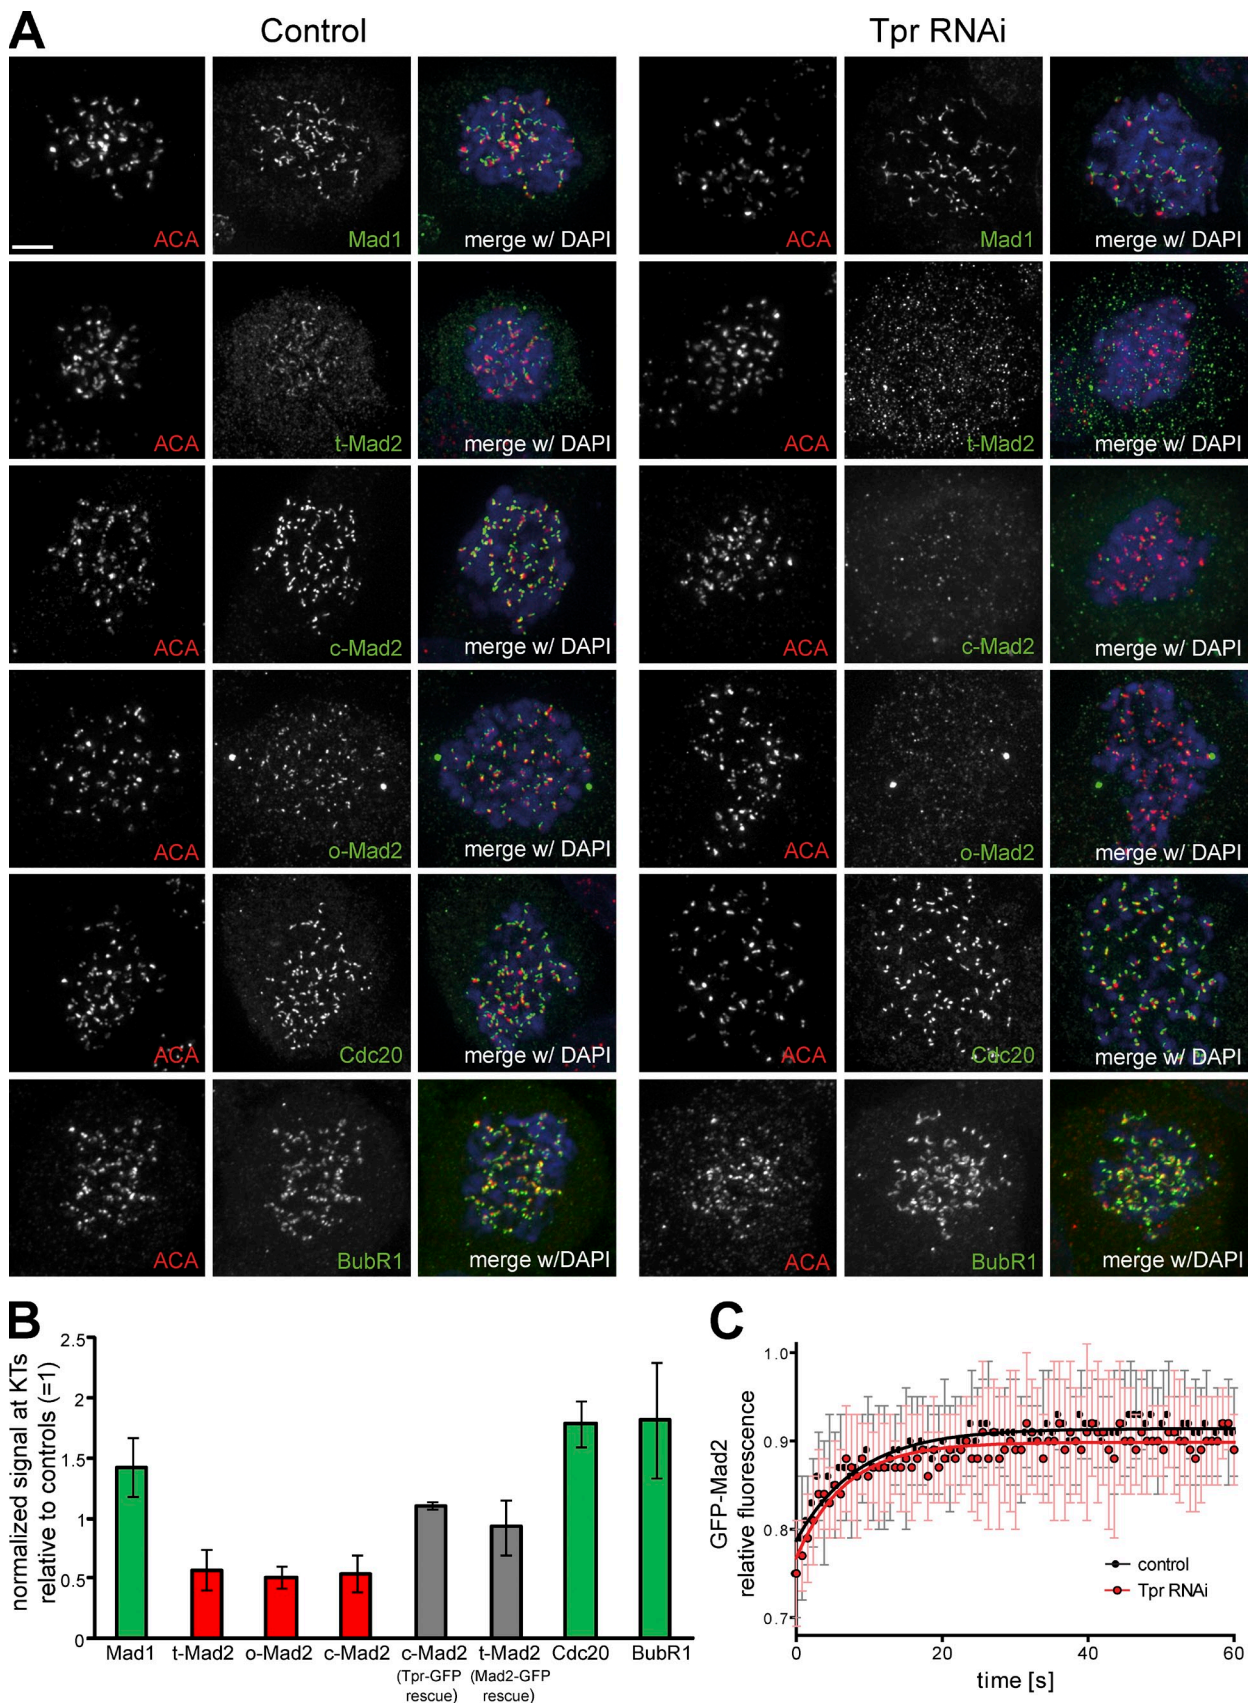 A
Control
Tpr RNAi
ACA
Mad1
merge w/ DAPI
ACA
Mad1
merge w/ DAPI
ACA
t-Mad2
merge w/ DAPI
ACA
t-Mad2
merge w/ DAPI
ACA
c-Mad2
merge w/ DAPI
ACA
c-Mad2
merge w/ DAPI
ACA
o-Mad2
merge w/ DAPI
ACA
o-Mad2
merge w/ DAPI
ACA
Cdc20
merge w/ DAPI
ACA
Cdc20
merge w/ DAPI
ACA
BubR1
merge w/DAPI
ACA
BubR1
merge w/DAPI
B
normalized signal at KTs
relative to controls (=1)
2.5
2
1.5
1
0.5
0
Mad1
t-Mad2
o-Mad2
c-Mad2
c-Mad2
(Tpr-GFP
rescue)
t-Mad2
(Mad2-GFP
rescue)
Cdc20
BubR1
C
GFP-Mad2
relative fluorescence
1.0
0.9
0.8
0.7
control
Tpr RNAi
0
20
40
60
time [s]